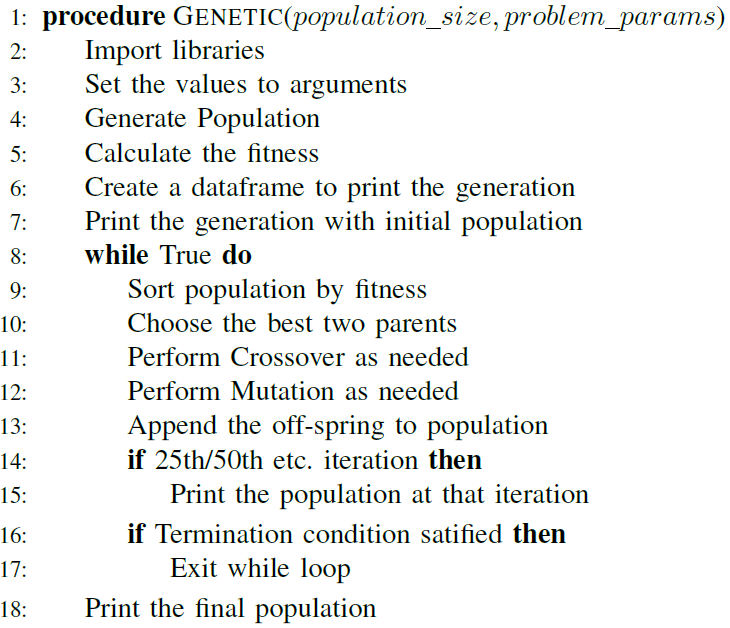 1: procedure GENETIC(population_size, problem_params)
2: Import libraries
3: Set the values to arguments
4: Generate Population
5: Calculate the fitness
6: Create a dataframe to print the generation
7: Print the generation with initial population
8: while True do
9: Sort population by fitness
10: Choose the best two parents
11: Perform Crossover as needed
12: Perform Mutation as needed
13: Append the off-spring to population
14: if 25th/50th etc. iteration then
15: Print the population at that iteration
16: if Termination condition satified then
17: Exit while loop
18: Print the final population